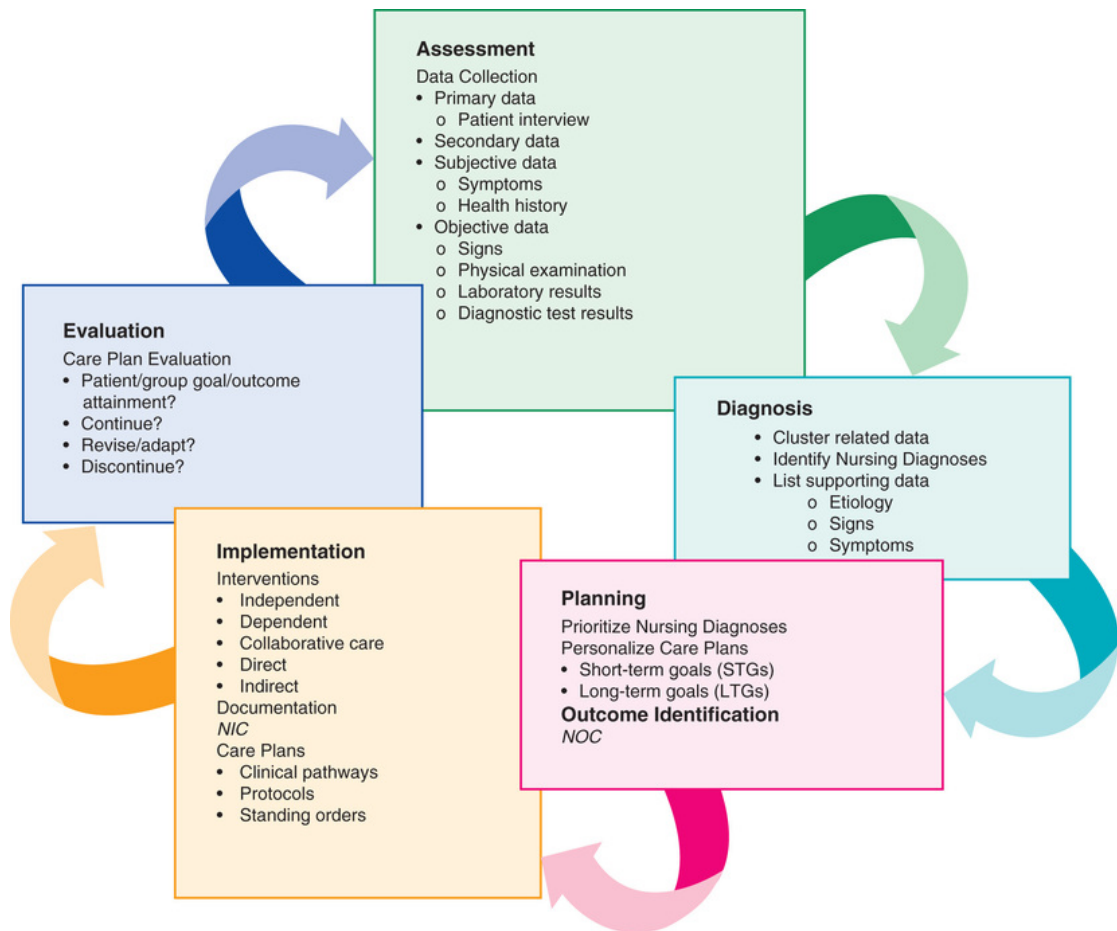 Assessment
Data Collection
• Primary data
o Patient interview
• Secondary data
• Subjective data
o Symptoms
o Health history
• Objective data
o Signs
o Physical examination
o Laboratory results
o Diagnostic test results
Diagnosis
• Cluster related data
• Identify Nursing Diagnoses
• List supporting data
o Etiology
o Signs
o Symptoms
Planning
Prioritize Nursing Diagnoses
Personalize Care Plans
• Short-term goals (STGs)
• Long-term goals (LTGs)
Outcome Identification
NOC
Implementation
Interventions
• Independent
• Dependent
• Collaborative care
• Direct
• Indirect
Documentation
NIC
Care Plans
• Clinical pathways
• Protocols
• Standing orders
Evaluation
Care Plan Evaluation
• Patient/group goal/outcome
attainment?
• Continue?
• Revise/adapt?
• Discontinue?